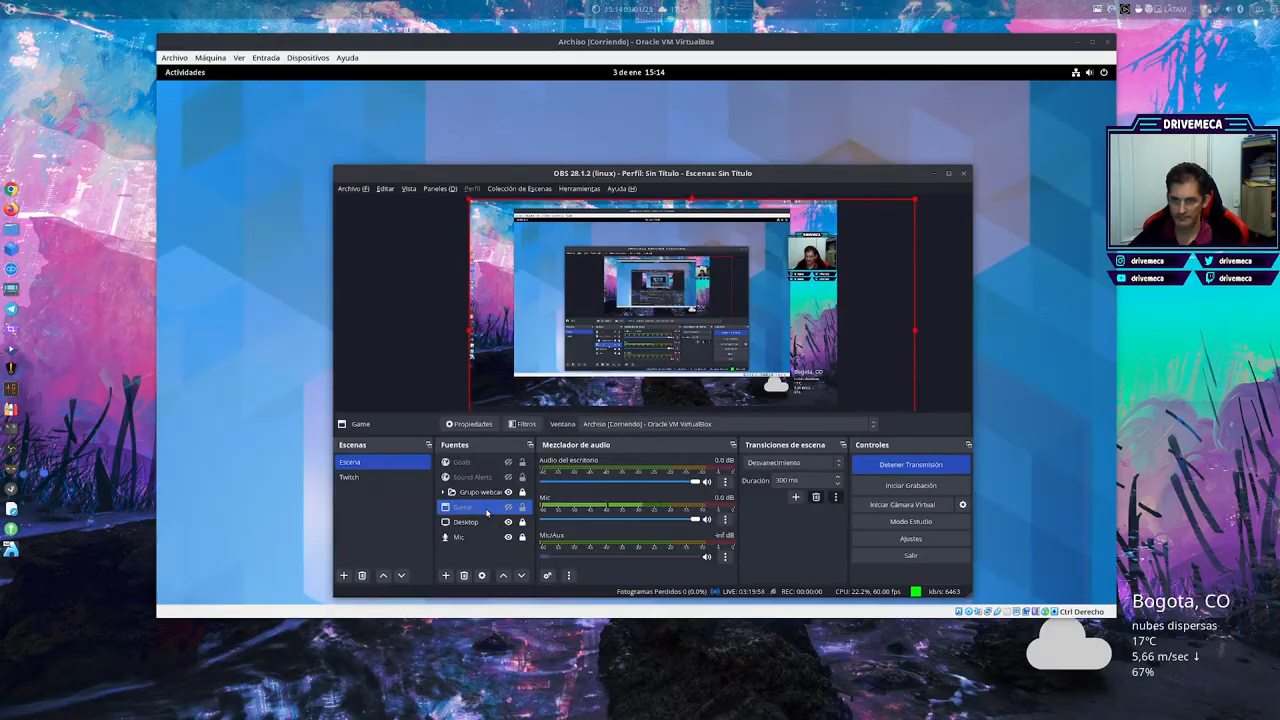 15:14 03/01/23
LATAM
Archiso [Corriendo] - Oracle VM VirtualBox
Archivo Máquina Ver Entrada Dispositivos Ayuda
Actividades
3 de ene 15:14
DRIVEMECA
drivemeca drivemeca
drivemeca drivemeca
OBS 28.1.2 (linux) - Perfil: Sin Título - Escenas: Sin Título
Archivo (F) Editar Vista Paneles (D) Perfil Colección de Escenas Herramientas Ayuda (H)
Game
Propiedades
Filtros
Ventana
Archiso [Corriendo] - Oracle VM VirtualBox
Escenas
Escena
Twitch
Fuentes
Goals
Sound Alerts
Grupo webcam
Game
Desktop
Mic
Mezclador de audio
Audio del escritorio 0.0 dB
Mic 0.0 dB
Mic/Aux -inf dB
Transiciones de escena
Desvanecimiento
Duración 300 ms
Controles
Detener Transmisión
Iniciar Grabación
Iniciar Cámara Virtual
Modo Estudio
Ajustes
Salir
Fotogramas Perdidos 0 (0.0%) LIVE: 03:19:58 REC: 00:00:00 CPU: 22.2%, 60.00 fps kb/s: 6463
Ctrl Derecho
Bogota, CO
nubes dispersas
17°C
5,66 m/sec ↓
67%